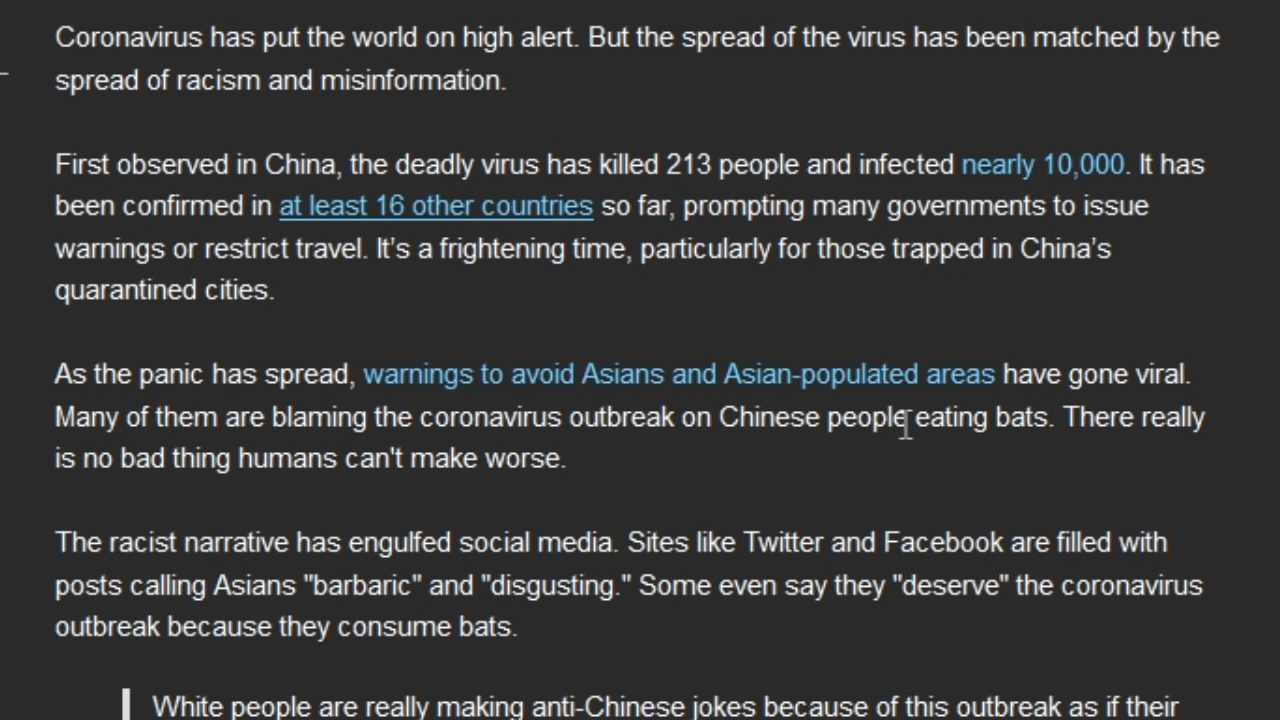 Coronavirus has put the world on high alert. But the spread of the virus has been matched by the
spread of racism and misinformation.
First observed in China, the deadly virus has killed 213 people and infected nearly 10,000. It has
been confirmed in at least 16 other countries so far, prompting many governments to issue
warnings or restrict travel. It’s a frightening time, particularly for those trapped in China’s
quarantined cities.
As the panic has spread, warnings to avoid Asians and Asian-populated areas have gone viral.
Many of them are blaming the coronavirus outbreak on Chinese people eating bats. There really
is no bad thing humans can't make worse.
The racist narrative has engulfed social media. Sites like Twitter and Facebook are filled with
posts calling Asians "barbaric" and "disgusting." Some even say they "deserve" the coronavirus
outbreak because they consume bats.
White people are really making anti-Chinese jokes because of this outbreak as if their